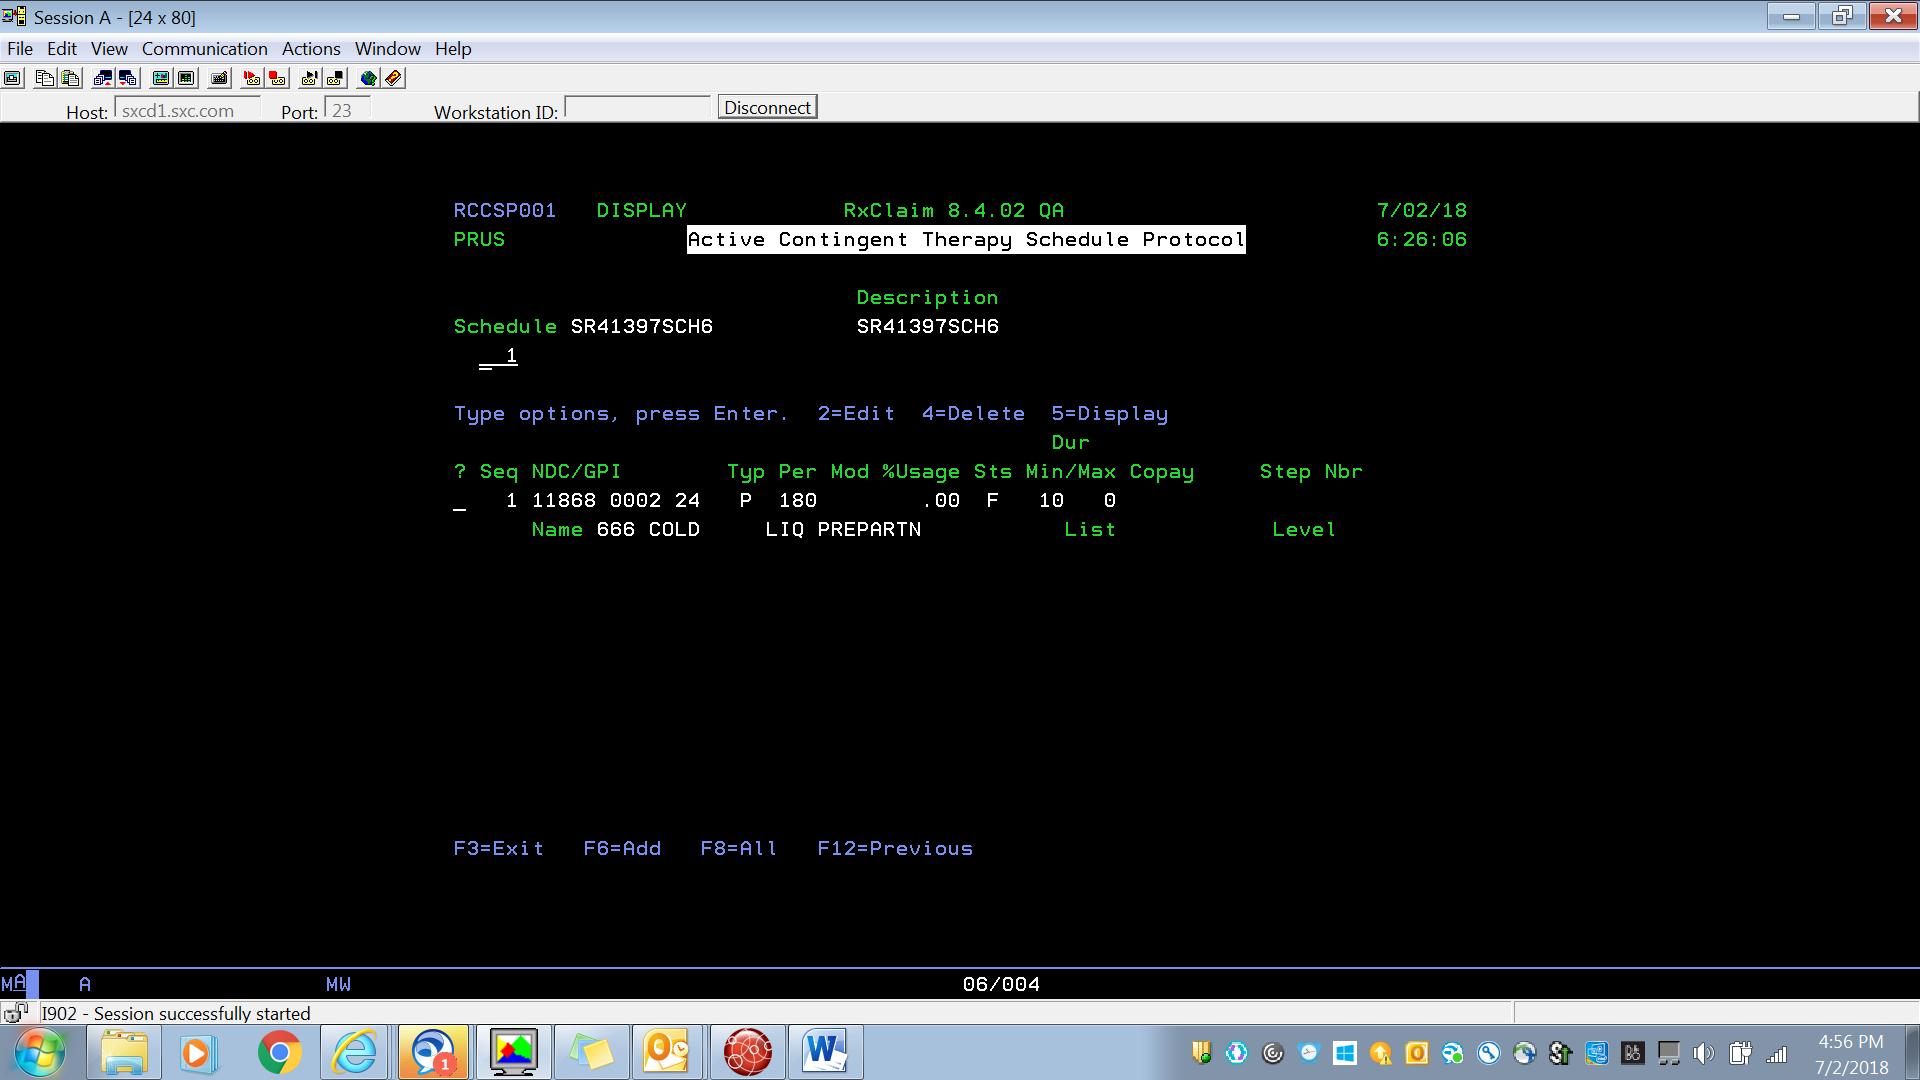 Session A - [24 x 80]
File Edit View Communication Actions Window Help
Host: sxcd1.sxc.com Port: 23 Workstation ID: Disconnect
RCCSP001 DISPLAY RxClaim 8.4.02 QA 7/02/18
PRUS Active Contingent Therapy Schedule Protocol 6:26:06
Description
Schedule SR41397SCH6 SR41397SCH6
1
Type options, press Enter. 2=Edit 4=Delete 5=Display
Dur
? Seq NDC/GPI Typ Per Mod %Usage Sts Min/Max Copay Step Nbr
_ 1 11868 0002 24 P 180 .00 F 10 0
Name 666 COLD LIQ PREPARTN List Level
F3=Exit F6=Add F8=All F12=Previous
MA A MW 06/004
I902 - Session successfully started
1
4:56 PM
7/2/2018